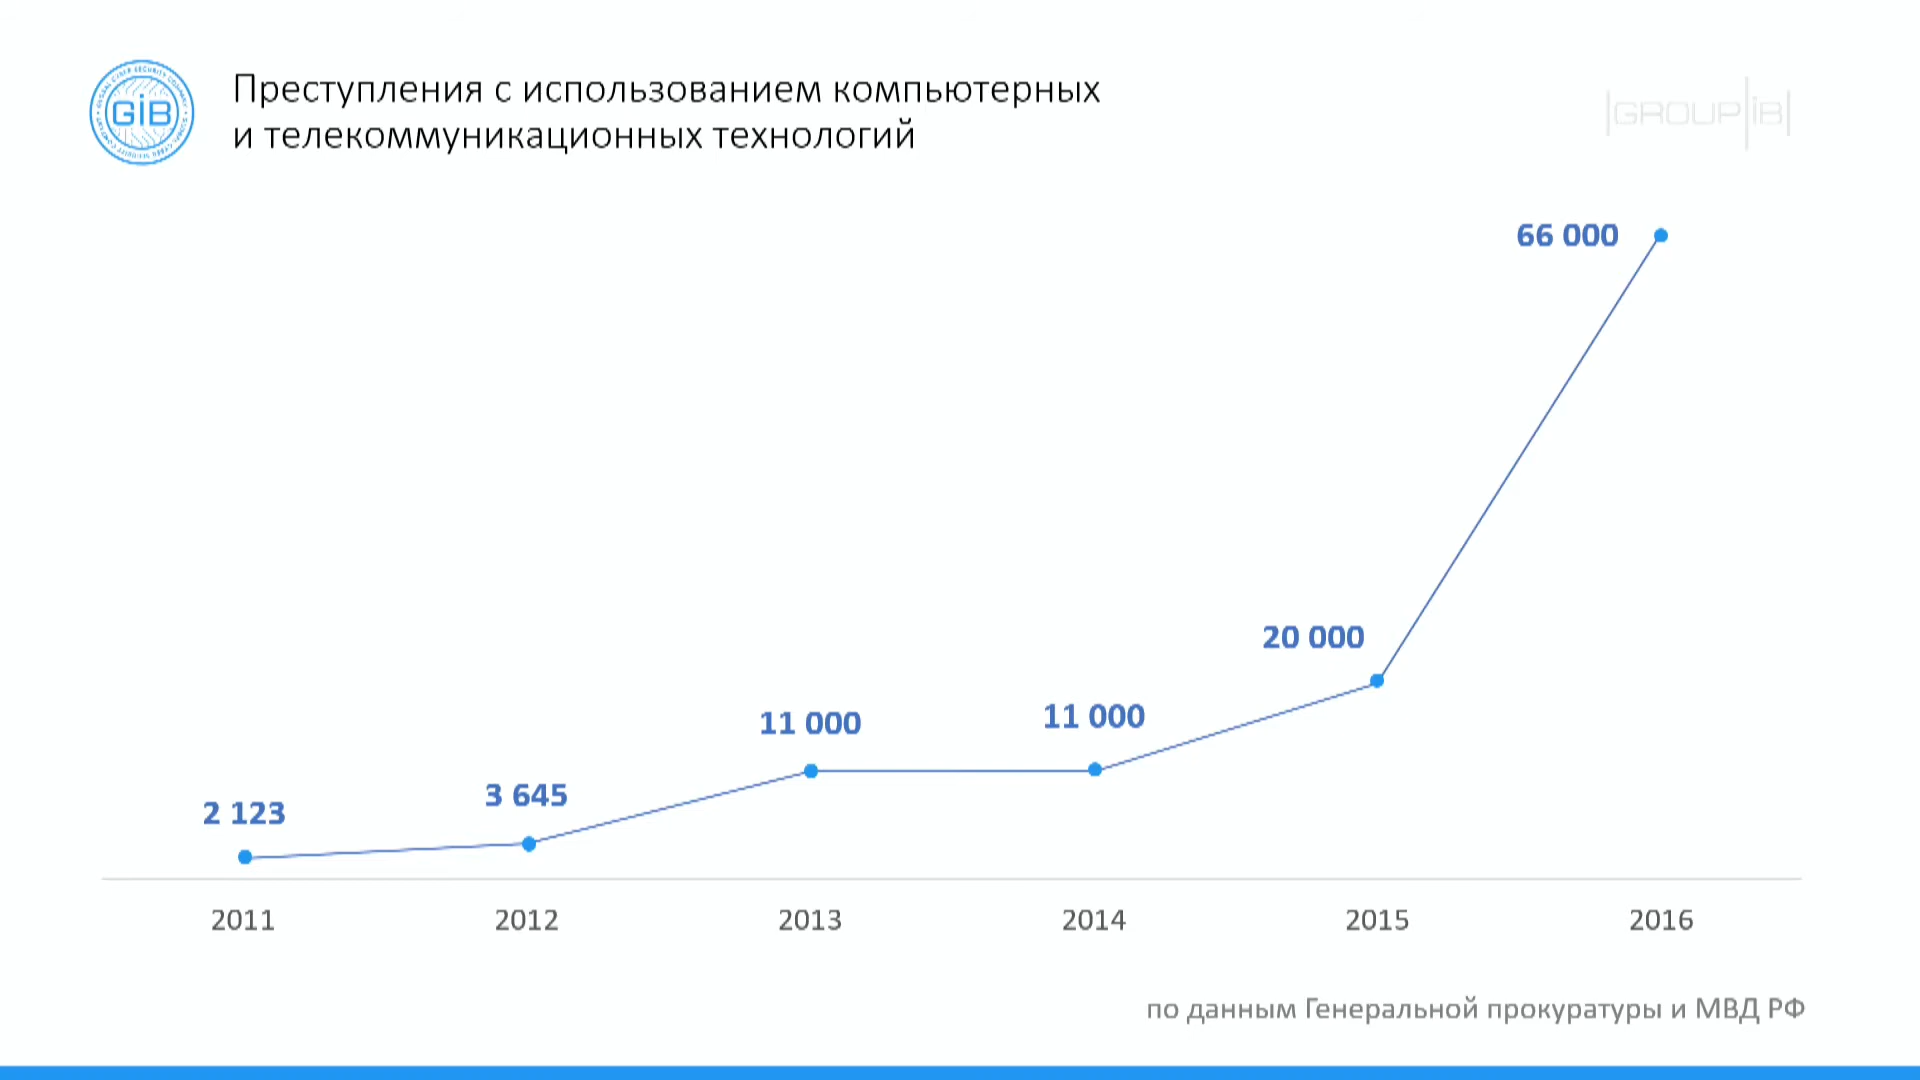 GiB
Преступления с использованием компьютерных
и телекоммуникационных технологий
|GROUP|iB|
66 000
20 000
11 000
11 000
3 645
2 123
2011
2012
2013
2014
2015
2016
по данным Генеральной прокуратуры и МВД РФ